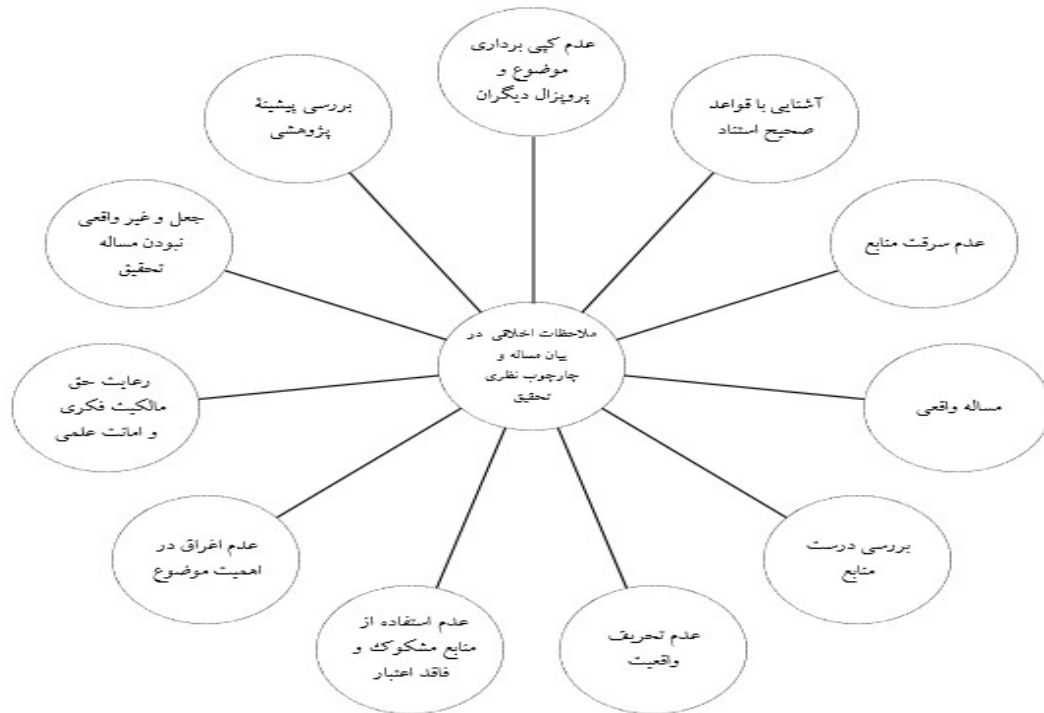 ملاحظات اخلاقی در
بیان مساله و
چارچوب نظری
تحقیق
عدم کپی برداری
موضوع و
پروپزال دیگران
آشنایی با قواعد
صحیح استناد
عدم سرقت منابع
مساله واقعی
بررسی درست
منابع
عدم تحریف
واقعیت
عدم استفاده از
منابع مشکوک و
فاقد اعتبار
عدم اغراق در
اهمیت موضوع
رعایت حق
مالکیت فکری
و امانت علمی
جعل و غیر واقعی
نبودن مساله
تحقیق
بررسی پیشینۀ
پژوهشی